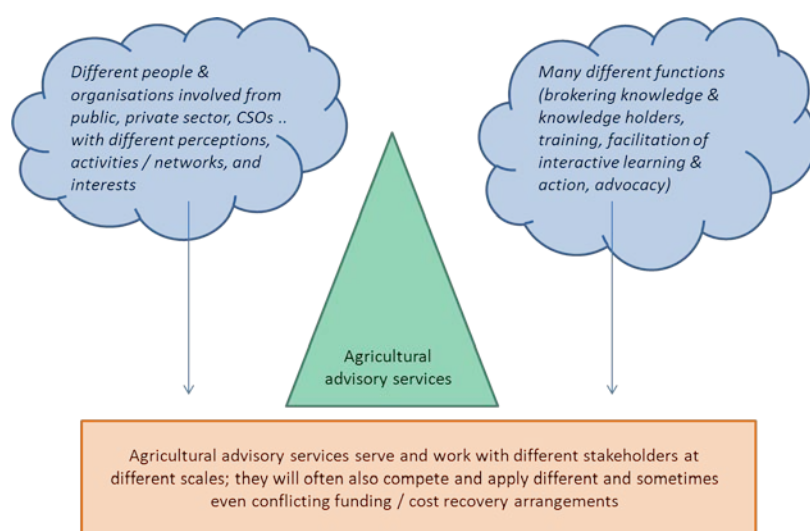 Different people &
organisations involved from
public, private sector, CSOs ..
with different perceptions,
activities / networks, and
interests
Many different functions
(brokering knowledge &
knowledge holders,
training, facilitation of
interactive learning &
action, advocacy)
Agricultural
advisory services
Agricultural advisory services serve and work with different stakeholders at
different scales; they will often also compete and apply different and sometimes
even conflicting funding / cost recovery arrangements